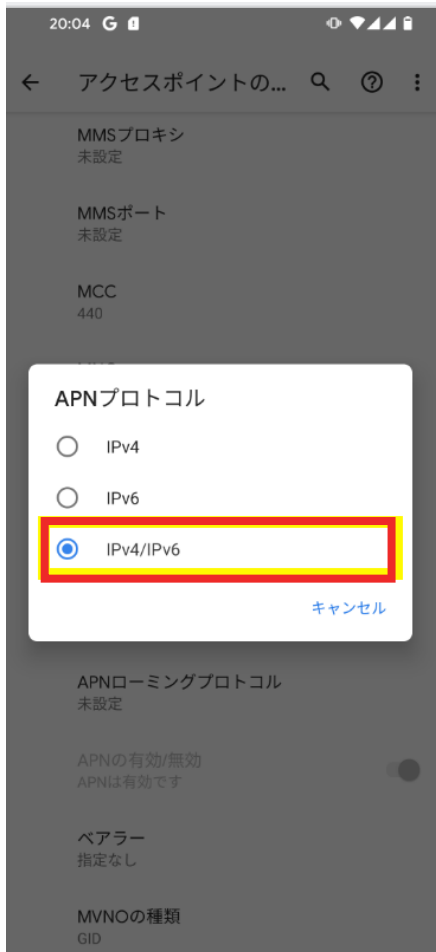 20:04 G
アクセスポイントの...
MMSプロキシ
未設定
MMSポート
未設定
MCC
440
APNプロトコル
IPv4
IPv6
IPv4/IPv6
キャンセル
APNローミングプロトコル
未設定
APNの有効/無効
APNは有効です
ベアラー
指定なし
MVNOの種類
GID